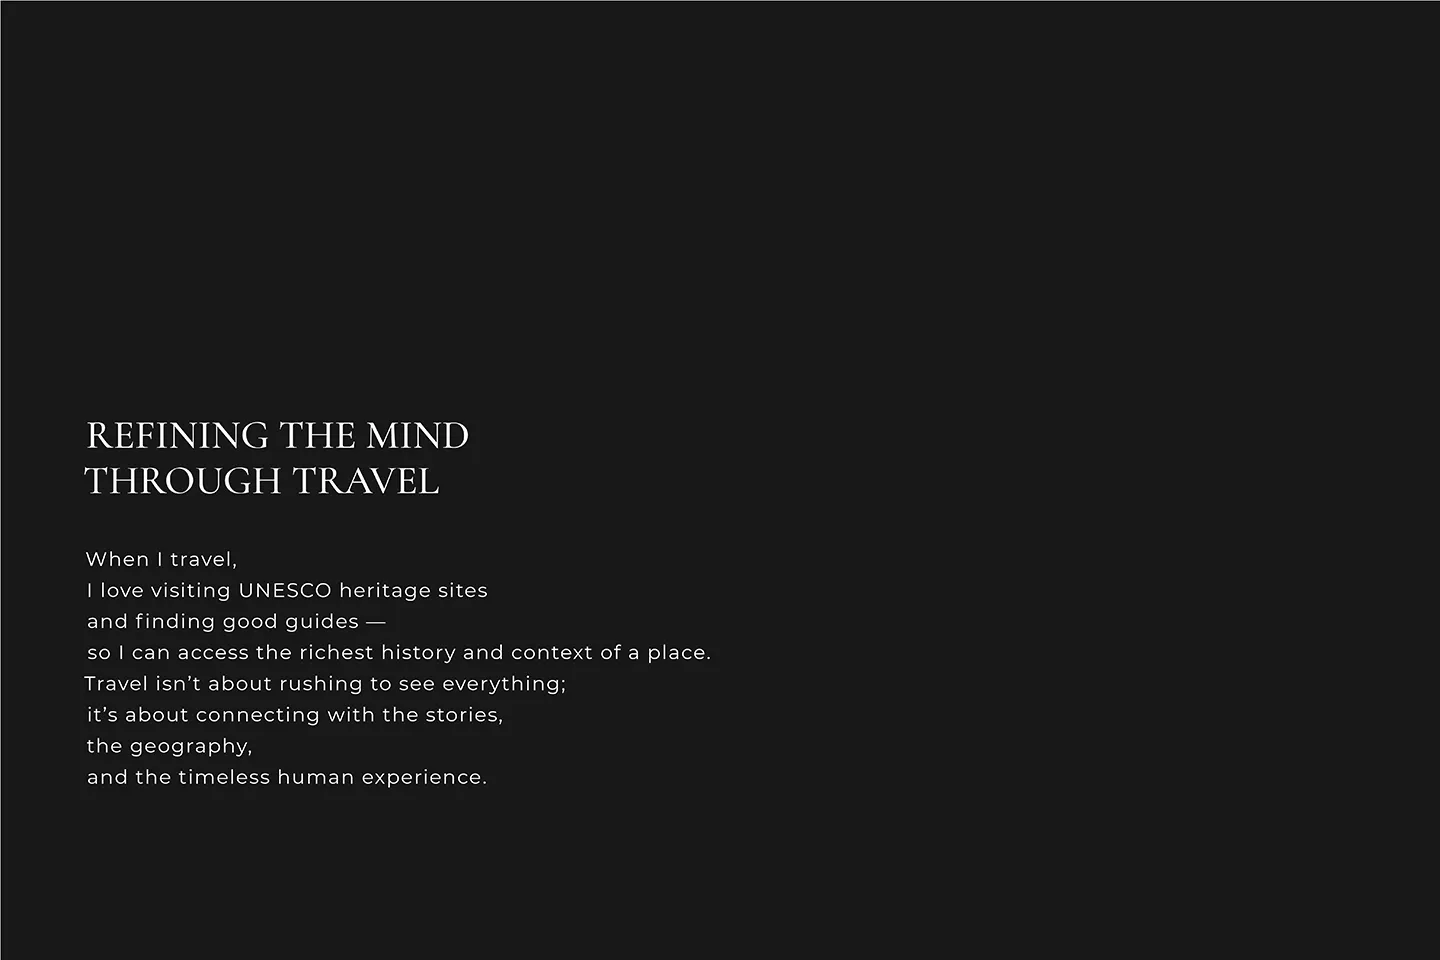 REFINING THE MIND
THROUGH TRAVEL
When I travel,
I love visiting UNESCO heritage sites
and finding good guides —
so I can access the richest history and context of a place.
Travel isn’t about rushing to see everything;
it’s about connecting with the stories,
the geography,
and the timeless human experience.